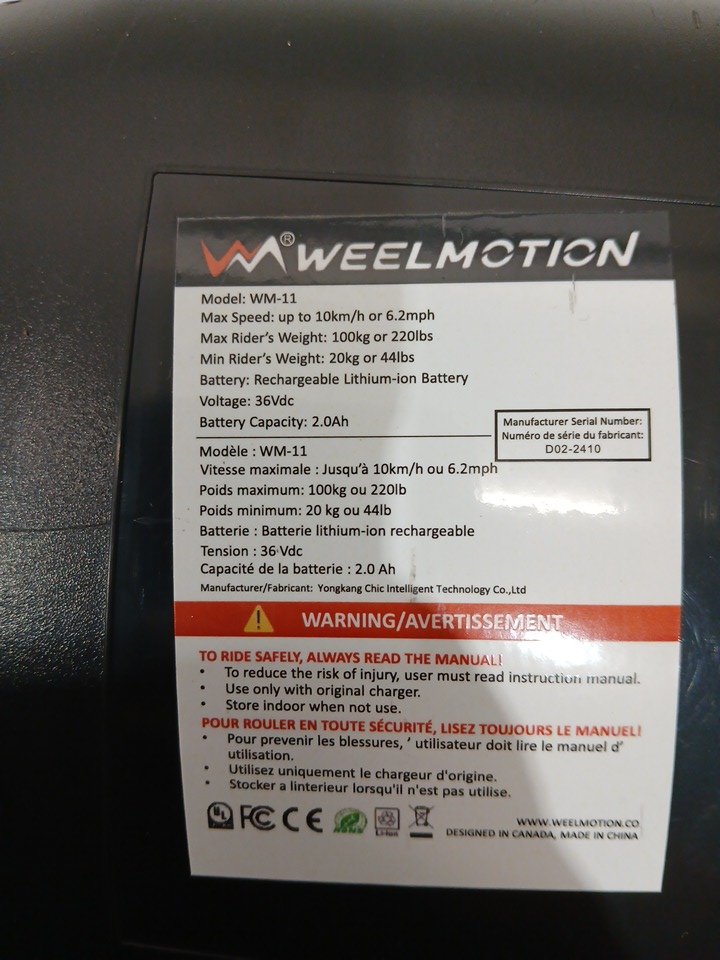 WEELMOTION®
Model: WM-11
Max Speed: up to 10km/h or 6.2mph
Max Rider's Weight: 100kg or 220lbs
Min Rider's Weight: 20kg or 44lbs
Battery: Rechargeable Lithium-ion Battery
Voltage: 36Vdc
Battery Capacity: 2.0Ah
Manufacturer Serial Number:
Numéro de série du fabricant:
D02-2410
Modèle : WM-11
Vitesse maximale : Jusqu'à 10km/h ou 6.2mph
Poids maximum: 100kg ou 220lb
Poids minimum: 20 kg ou 44lb
Batterie : Batterie lithium-ion rechargeable
Tension : 36 Vdc
Capacité de la batterie : 2.0 Ah
Manufacturer/Fabricant: Yongkang Chic Intelligent Technology Co.,Ltd
WARNING/AVERTISSEMENT
TO RIDE SAFELY, ALWAYS READ THE MANUAL!
• To reduce the risk of injury, user must read instruction manual.
• Use only with original charger.
• Store indoor when not use.
POUR ROULER EN TOUTE SÉCURITÉ, LISEZ TOUJOURS LE MANUEL!
• Pour prevenir les blessures, ' utilisateur doit lire le manuel d'
utilisation.
• Utilisez uniquement le chargeur d'origine.
• Stocker a linterieur lorsqu'il n'est pas utilise.
UL FC CE RoHS Li-ion
WWW.WEELMOTION.CO
DESIGNED IN CANADA, MADE IN CHINA